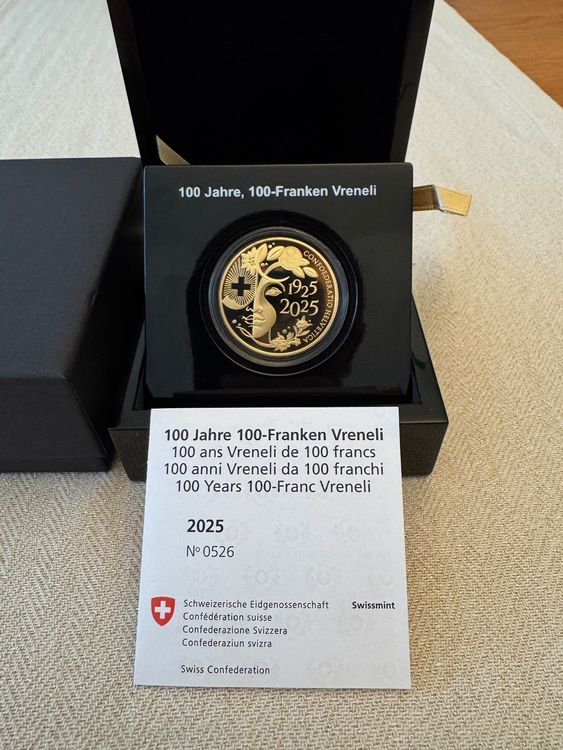 100 Jahre, 100-Franken Vreneli
CONFOEDERATIO HELVETICA
1925
2025
100 Jahre 100-Franken Vreneli
100 ans Vreneli de 100 francs
100 anni Vreneli da 100 franchi
100 Years 100-Franc Vreneli
2025
Nº 0526
Schweizerische Eidgenossenschaft Swissmint
Confédération suisse
Confederazione Svizzera
Confederaziun svizra
Swiss Confederation